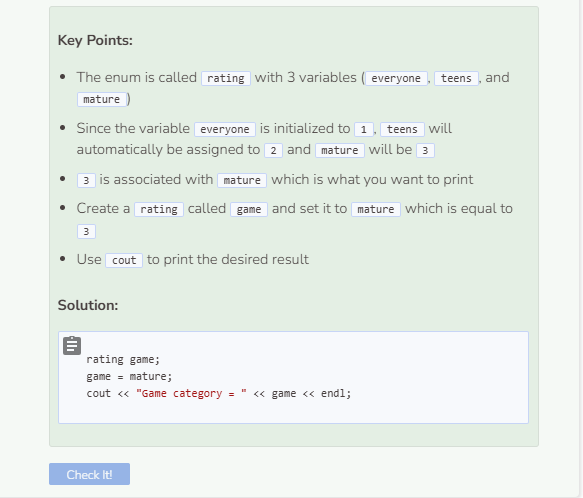 Key Points:
The enum is called rating with 3 variables ( everyone , teens , and
mature )
Since the variable everyone is initialized to 1 , teens will
automatically be assigned to 2 and mature will be 3
3 is associated with mature which is what you want to print
Create a rating called game and set it to mature which is equal to
3
Use cout to print the desired result
Solution:
rating game;
game = mature;
cout << "Game category = " << game << endl;
Check It!